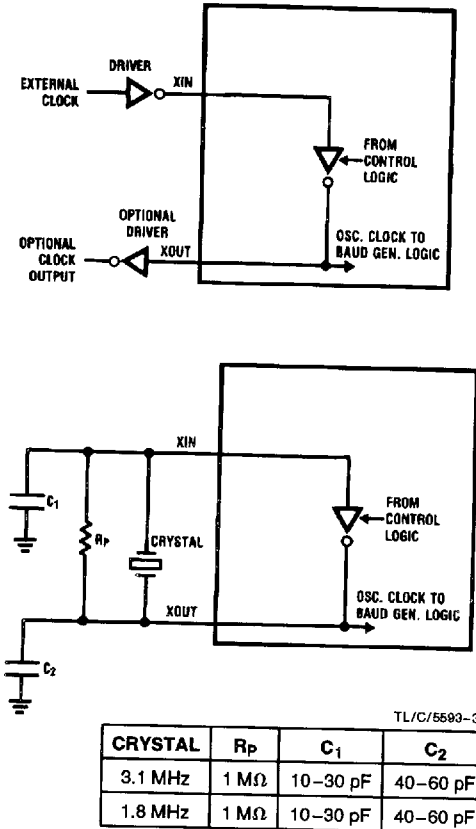 DRIVER
EXTERNAL
CLOCK
XIN
FROM
CONTROL
LOGIC
OPTIONAL
DRIVER
OPTIONAL
CLOCK
OUTPUT
XOUT
OSC. CLOCK TO
BAUD GEN. LOGIC
XIN
C1
RP
CRYSTAL
FROM
CONTROL
LOGIC
XOUT
OSC. CLOCK TO
BAUD GEN. LOGIC
C2
TL/C/5593–3
CRYSTAL RP C1 C2
3.1 MHz 1 MΩ 10–30 pF 40–60 pF
1.8 MHz 1 MΩ 10–30 pF 40–60 pF